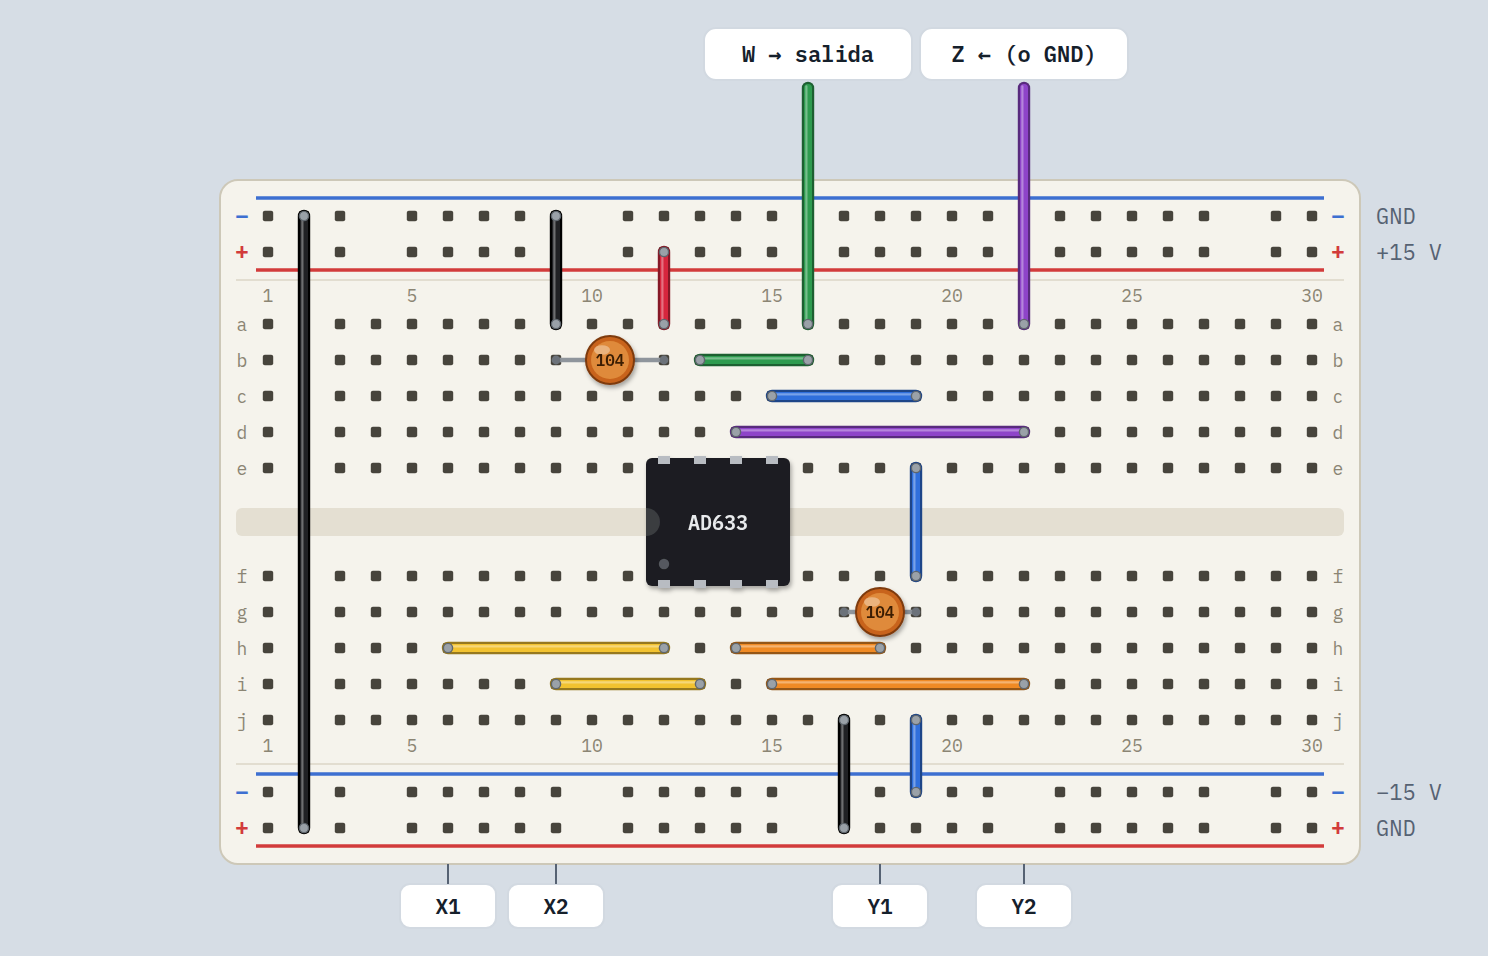 W → salida Z ← (o GND)
− − GND
+ + +15 V
1 5 10 15 20 25 30
a a
b 104 b
c c
d d
e e
AD633
f f
g 104 g
h h
i i
j j
1 5 10 15 20 25 30
− − −15 V
+ + GND
X1 X2 Y1 Y2